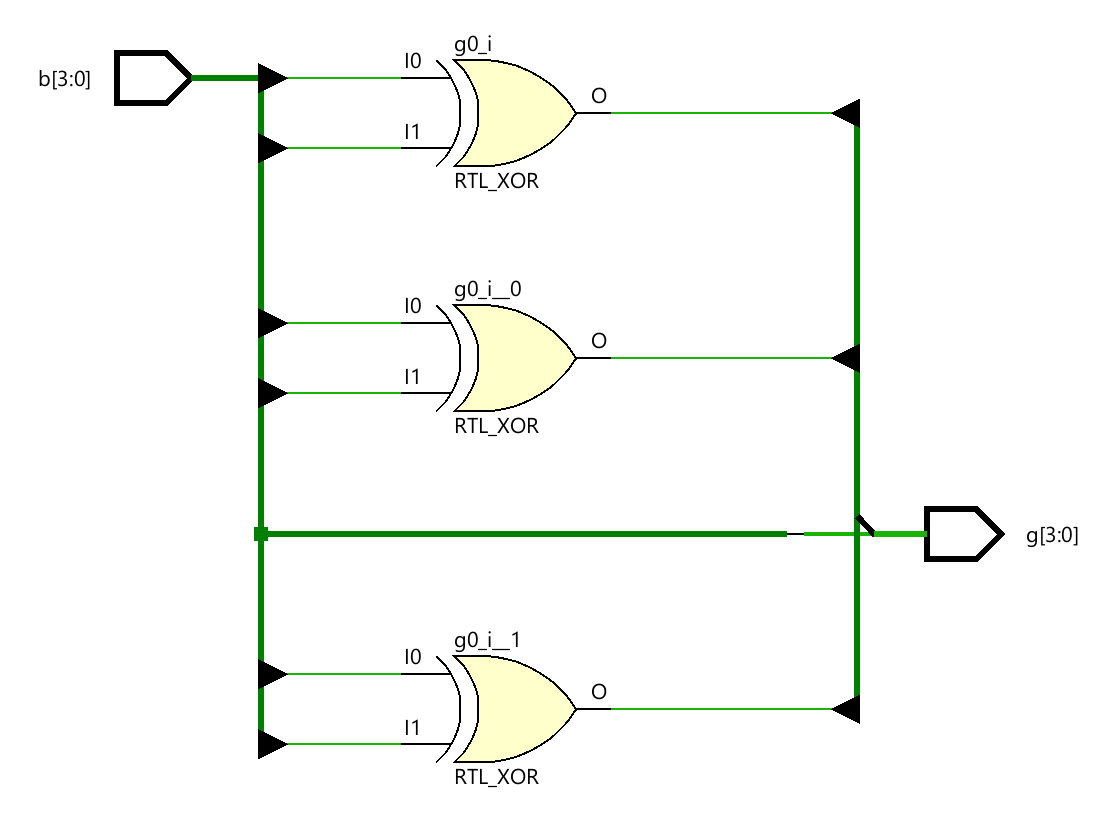 g0_i
I0
b[3:0]
O
I1
RTL_XOR
g0_i__0
I0
O
I1
RTL_XOR
g[3:0]
g0_i__1
I0
O
I1
RTL_XOR